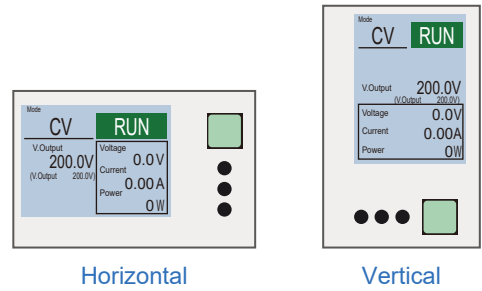 Mode
CV RUN
V.Output
200.0V
(V.Output 200.0V)
Voltage
0.0V
Current
0.00A
Power
0W
Horizontal
Mode
CV RUN
V.Output 200.0V
(V.Output 200.0V)
Voltage 0.0V
Current 0.00A
Power 0W
Vertical